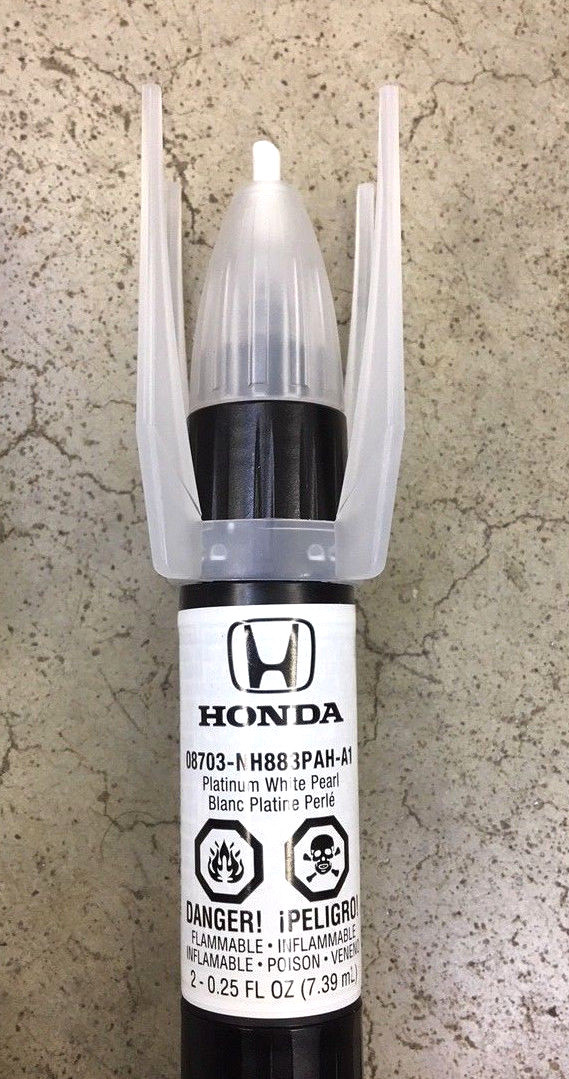 HONDA
08703-NH883PAH-A1
Platinum White Pearl
Blanc Platine Perlé
DANGER! ¡PELIGRO!
FLAMMABLE • INFLAMMABLE
INFLAMABLE • POISON • VENENO
2 - 0.25 FL OZ (7.39 mL)